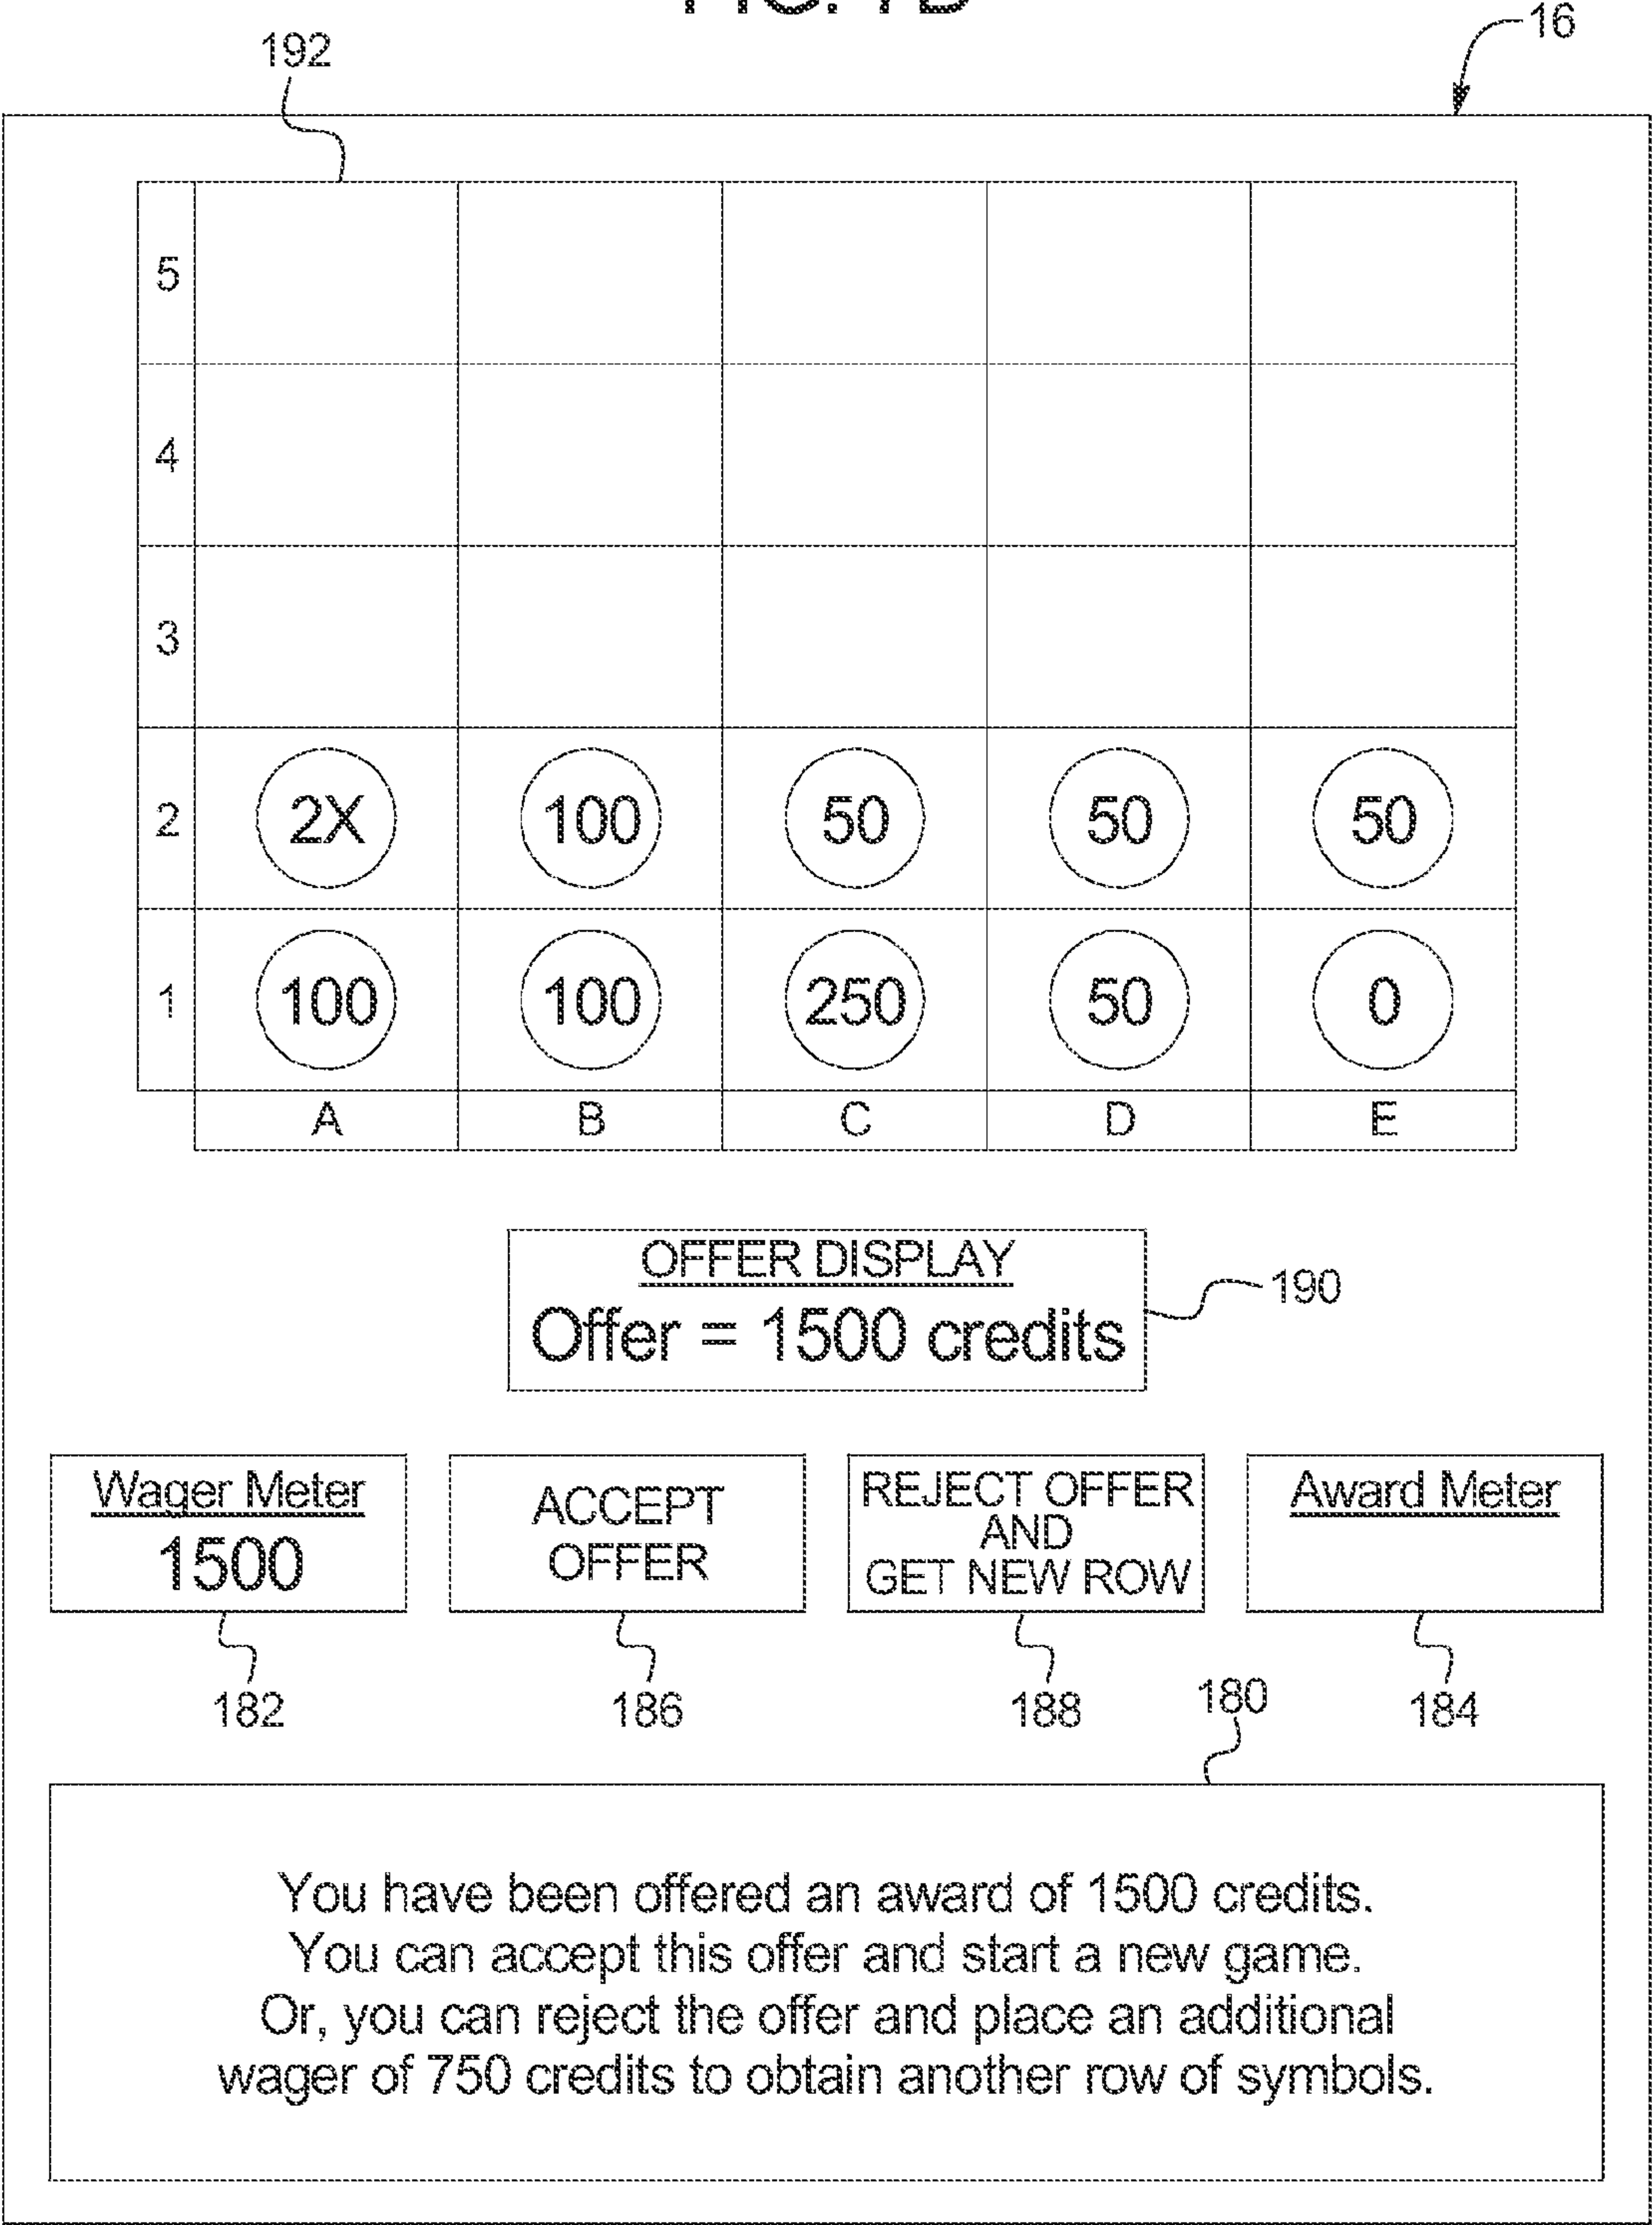 16
192
5
4
3
2 2X 100 50 50 50
1 100 100 250 50 0
A B C D E
OFFER DISPLAY
Offer = 1500 credits
190
Wager Meter
1500
ACCEPT
OFFER
REJECT OFFER
AND
GET NEW ROW
Award Meter
182
186
188
180
184
You have been offered an award of 1500 credits.
You can accept this offer and start a new game.
Or, you can reject the offer and place an additional
wager of 750 credits to obtain another row of symbols.